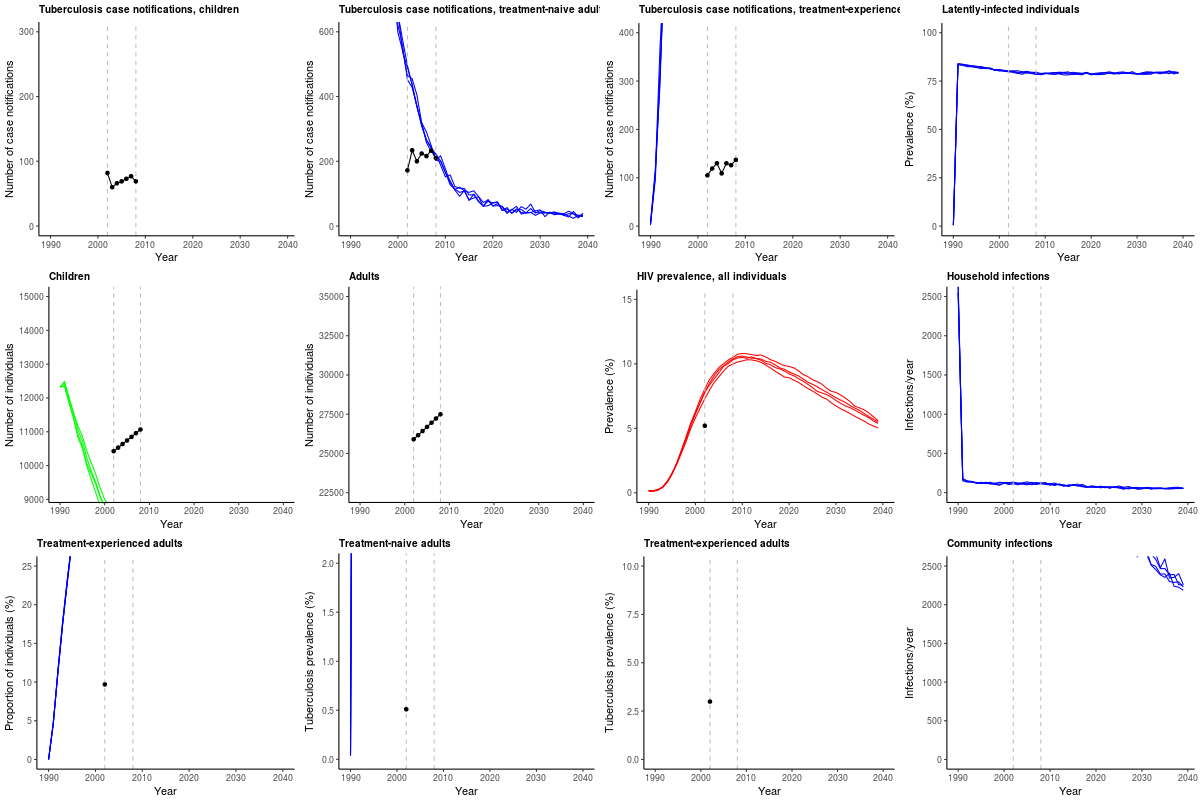 Tuberculosis case notifications, children
Number of case notifications
300
200
100
0
1990 2000 2010 2020 2030 2040
Year
Tuberculosis case notifications, treatment-naive adul
Number of case notifications
600
400
200
0
1990 2000 2010 2020 2030 2040
Year
Tuberculosis case notifications, treatment-experience
Number of case notifications
400
300
200
100
0
1990 2000 2010 2020 2030 2040
Year
Latently-infected individuals
Prevalence (%)
100
75
50
25
0
1990 2000 2010 2020 2030 2040
Year
Children
Number of individuals
15000
14000
13000
12000
11000
10000
9000
1990 2000 2010 2020 2030 2040
Year
Adults
Number of individuals
35000
32500
30000
27500
25000
22500
1990 2000 2010 2020 2030 2040
Year
HIV prevalence, all individuals
Prevalence (%)
15
10
5
0
1990 2000 2010 2020 2030 2040
Year
Household infections
Infections/year
2500
2000
1500
1000
500
0
1990 2000 2010 2020 2030 2040
Year
Treatment-experienced adults
Proportion of individuals (%)
25
20
15
10
5
0
1990 2000 2010 2020 2030 2040
Year
Treatment-naive adults
Tuberculosis prevalence (%)
2.0
1.5
1.0
0.5
0.0
1990 2000 2010 2020 2030 2040
Year
Treatment-experienced adults
Tuberculosis prevalence (%)
10.0
7.5
5.0
2.5
0.0
1990 2000 2010 2020 2030 2040
Year
Community infections
Infections/year
2500
2000
1500
1000
500
0
1990 2000 2010 2020 2030 2040
Year